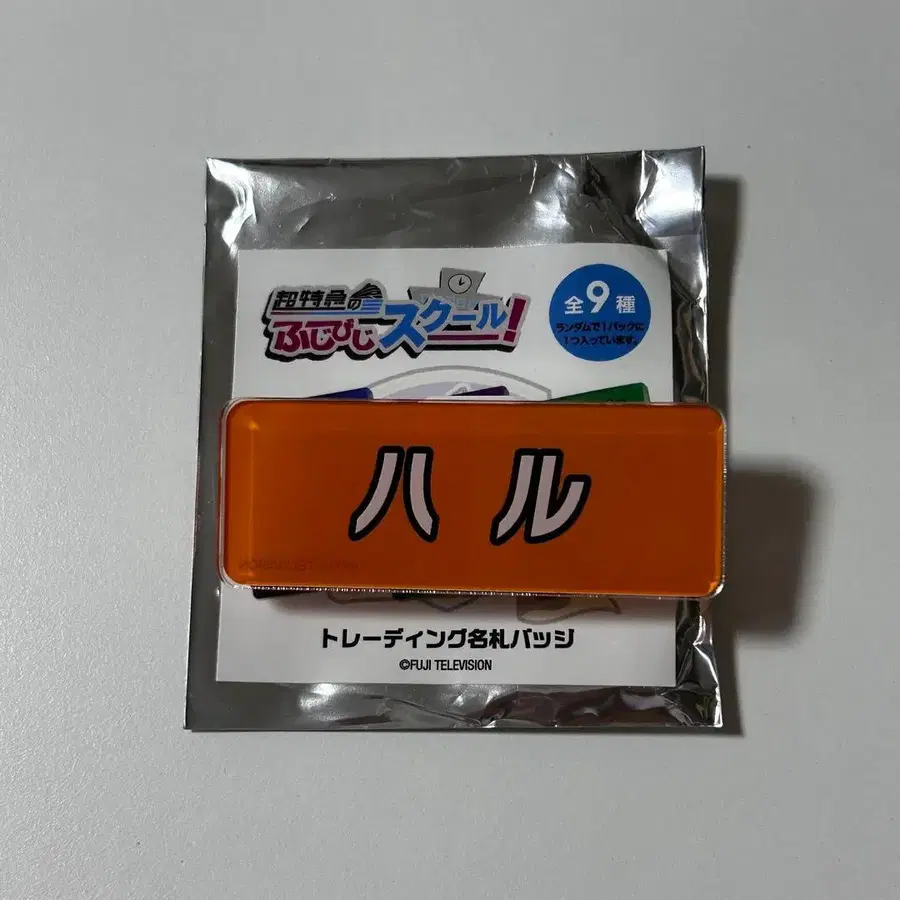 超特急の
ふじびじスクール!
全9種
ランダムで1パックに
1つ入っています。
ハル
トレーディング名札バッジ
©FUJI TELEVISION